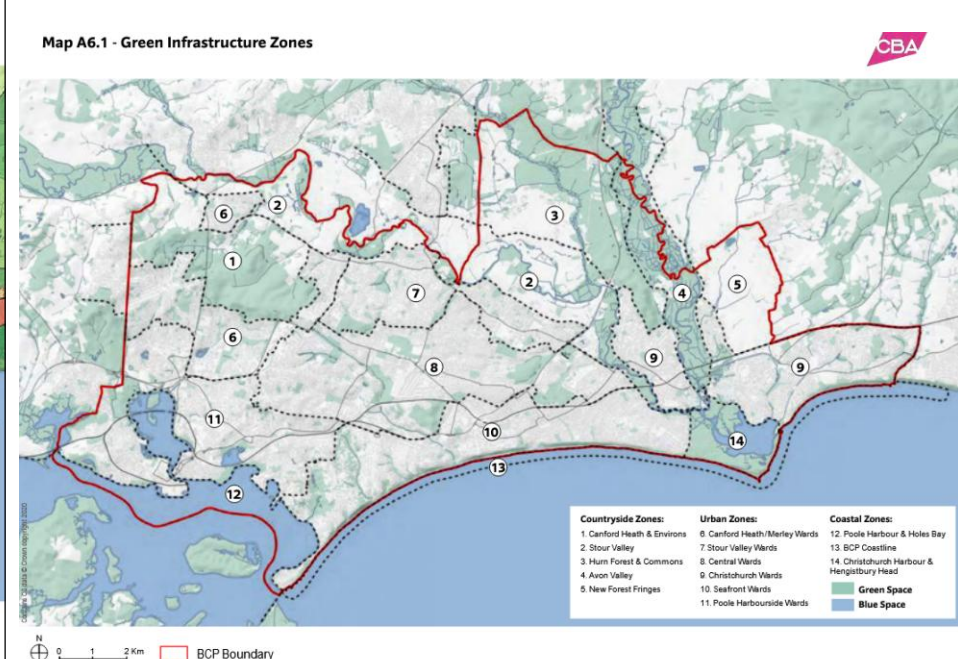 Map A6.1 - Green Infrastructure Zones
CBA
6
2
3
1
2
5
4
7
6
8
9
9
11
10
14
13
12
Countryside Zones:
1. Canford Heath & Environs
2. Stour Valley
3. Hurn Forest & Commons
4. Avon Valley
5. New Forest Fringes
Urban Zones:
6. Canford Heath/Merley Wards
7. Stour Valley Wards
8. Central Wards
9. Christchurch Wards
10. Seafront Wards
11. Poole Harbourside Wards
Coastal Zones:
12. Poole Harbour & Holes Bay
13. BCP Coastline
14. Christchurch Harbour &
Hengistbury Head
Green Space
Blue Space
N
0 1 2 Km
BCP Boundary